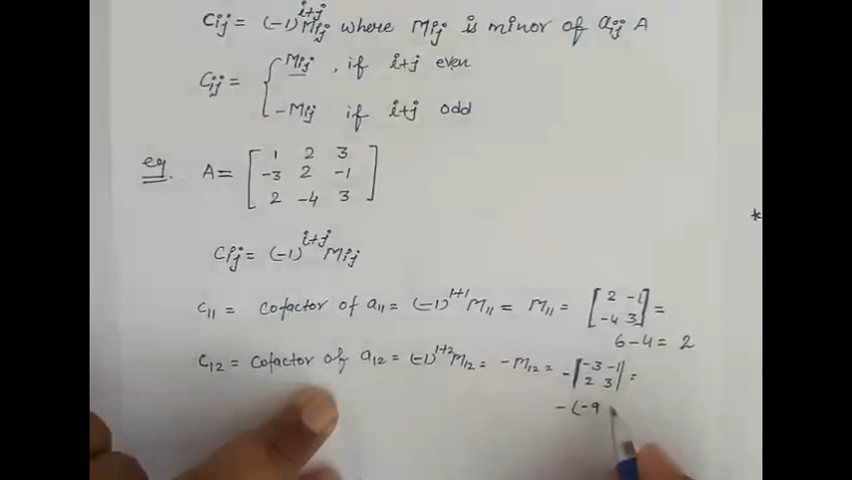 Cij = (-1)^i+j Mij where Mij is minor of aij A
Cij = { Mij , if i+j even
-Mij if i+j odd
eg. A = [ 1 2 3
-3 2 -1
2 -4 3 ]
*
Cij = (-1)^i+j Mij
C11 = cofactor of a11 = (-1)^1+1 M11 = M11 = [ 2 -1
-4 3 ] =
6-4 = 2
C12 = Cofactor of a12 = (-1)^1+2 M12 = -M12 = - [ -3 -1
2 3 | =
- (-9